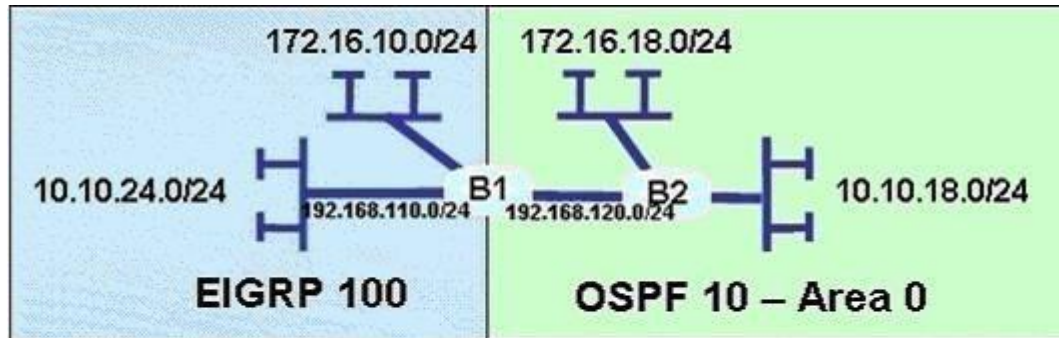 172.16.10.0/24
172.16.18.0/24
10.10.24.0/24
B1
B2
10.10.18.0/24
192.168.110.0/24
192.168.120.0/24
EIGRP 100
OSPF 10 – Area 0